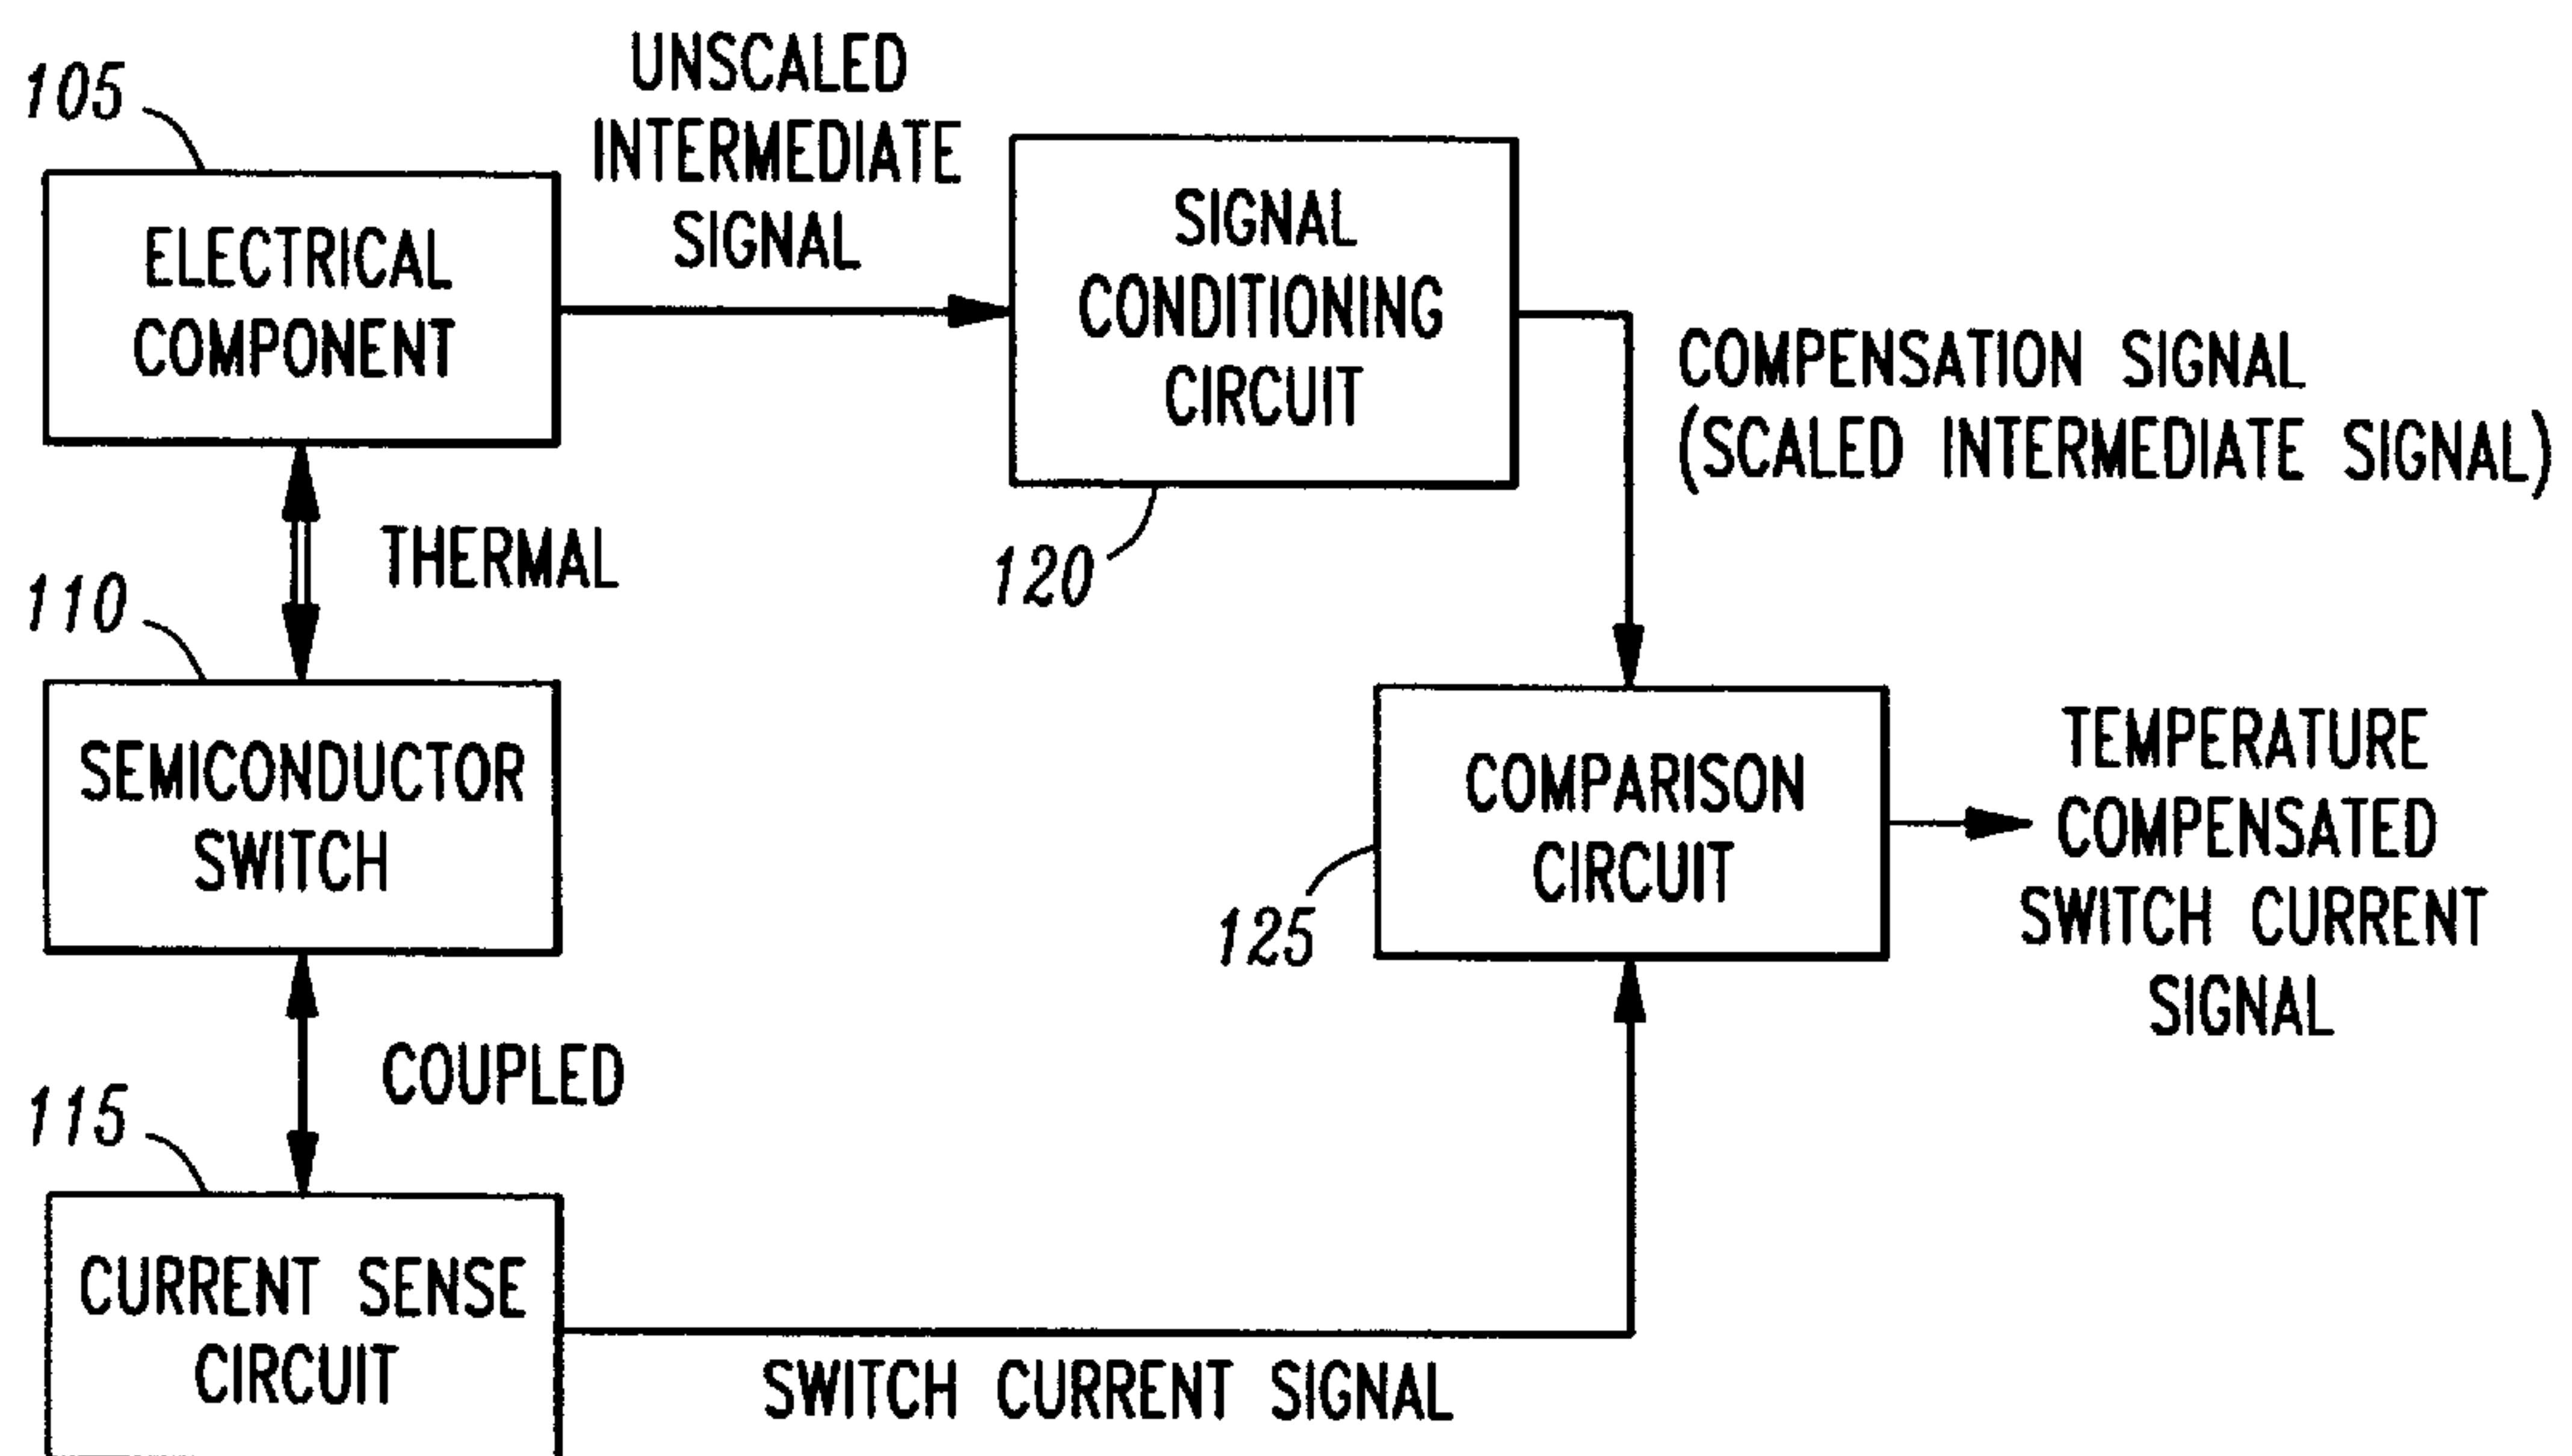 105
UNSCALED
INTERMEDIATE
SIGNAL
ELECTRICAL
COMPONENT
SIGNAL
CONDITIONING
CIRCUIT
COMPENSATION SIGNAL
(SCALED INTERMEDIATE SIGNAL)
THERMAL
120
110
SEMICONDUCTOR
SWITCH
COMPARISON
CIRCUIT
125
TEMPERATURE
COMPENSATED
SWITCH CURRENT
SIGNAL
COUPLED
115
CURRENT SENSE
CIRCUIT
SWITCH CURRENT SIGNAL